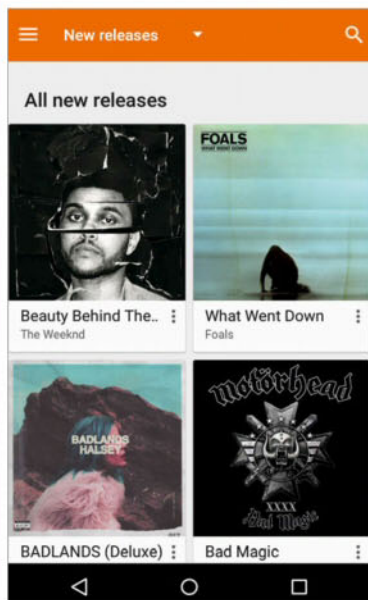 New releases
All new releases
FOALS
WHAT WENT DOWN
Beauty Behind The..
The Weeknd
What Went Down
Foals
BADLANDS
HALSEY
motörhead
XXXX
Bad Magic
BADLANDS (Deluxe)
Bad Magic